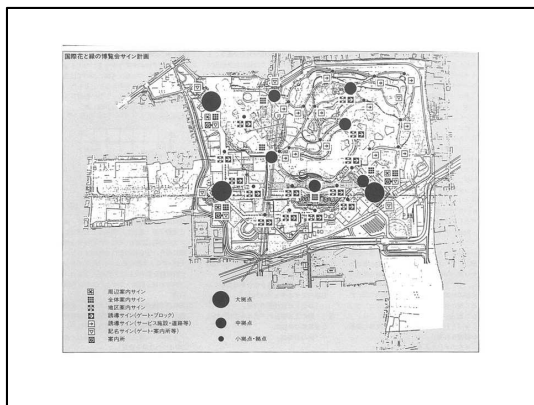 国際花と緑の博覧会サイン計画
周辺案内サイン
全体案内サイン
地区案内サイン
誘導サイン(ゲート・ブロック)
誘導サイン(サービス施設・道路等)
記名サイン(ゲート・案内所等)
案内所
大拠点
中拠点
小拠点・拠点